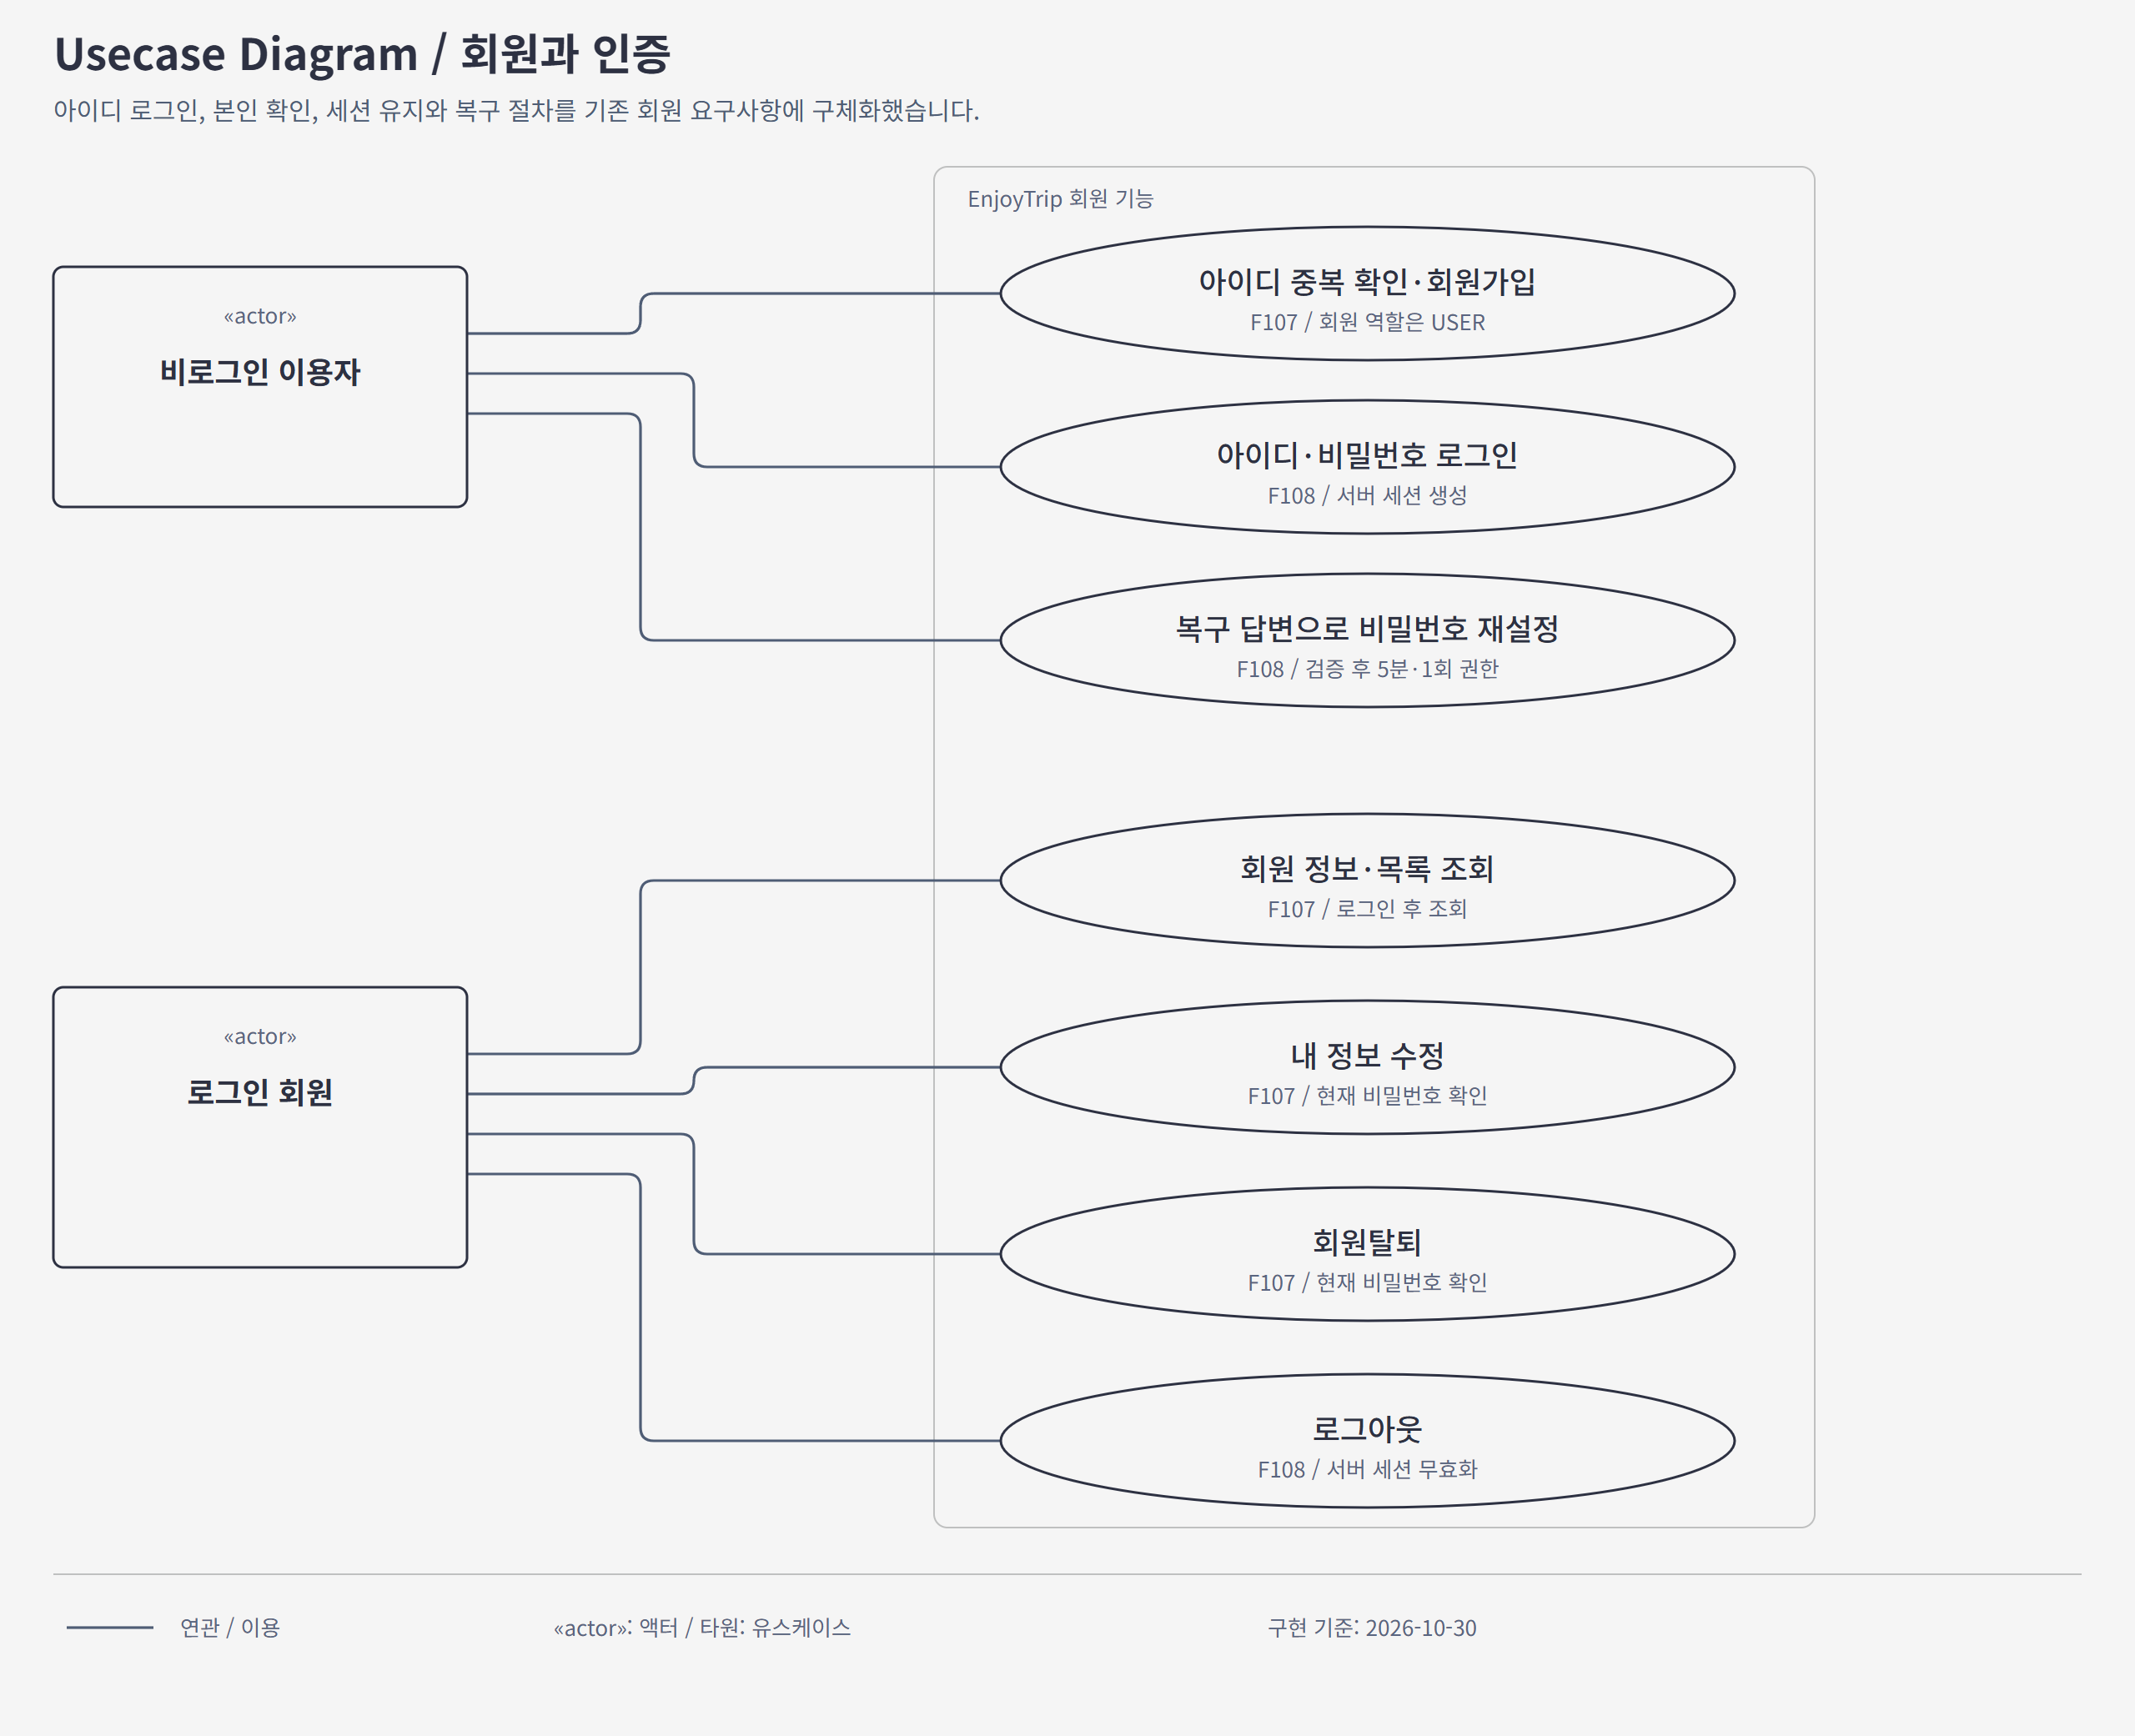 Usecase Diagram / 회원과 인증
아이디 로그인, 본인 확인, 세션 유지와 복구 절차를 기존 회원 요구사항에 구체화했습니다.
EnjoyTrip 회원 기능
«actor»
비로그인 이용자
아이디 중복 확인·회원가입
F107 / 회원 역할은 USER
아이디·비밀번호 로그인
F108 / 서버 세션 생성
복구 답변으로 비밀번호 재설정
F108 / 검증 후 5분·1회 권한
«actor»
로그인 회원
회원 정보·목록 조회
F107 / 로그인 후 조회
내 정보 수정
F107 / 현재 비밀번호 확인
회원탈퇴
F107 / 현재 비밀번호 확인
로그아웃
F108 / 서버 세션 무효화
연관 / 이용
«actor»: 액터 / 타원: 유스케이스
구현 기준: 2026-10-30